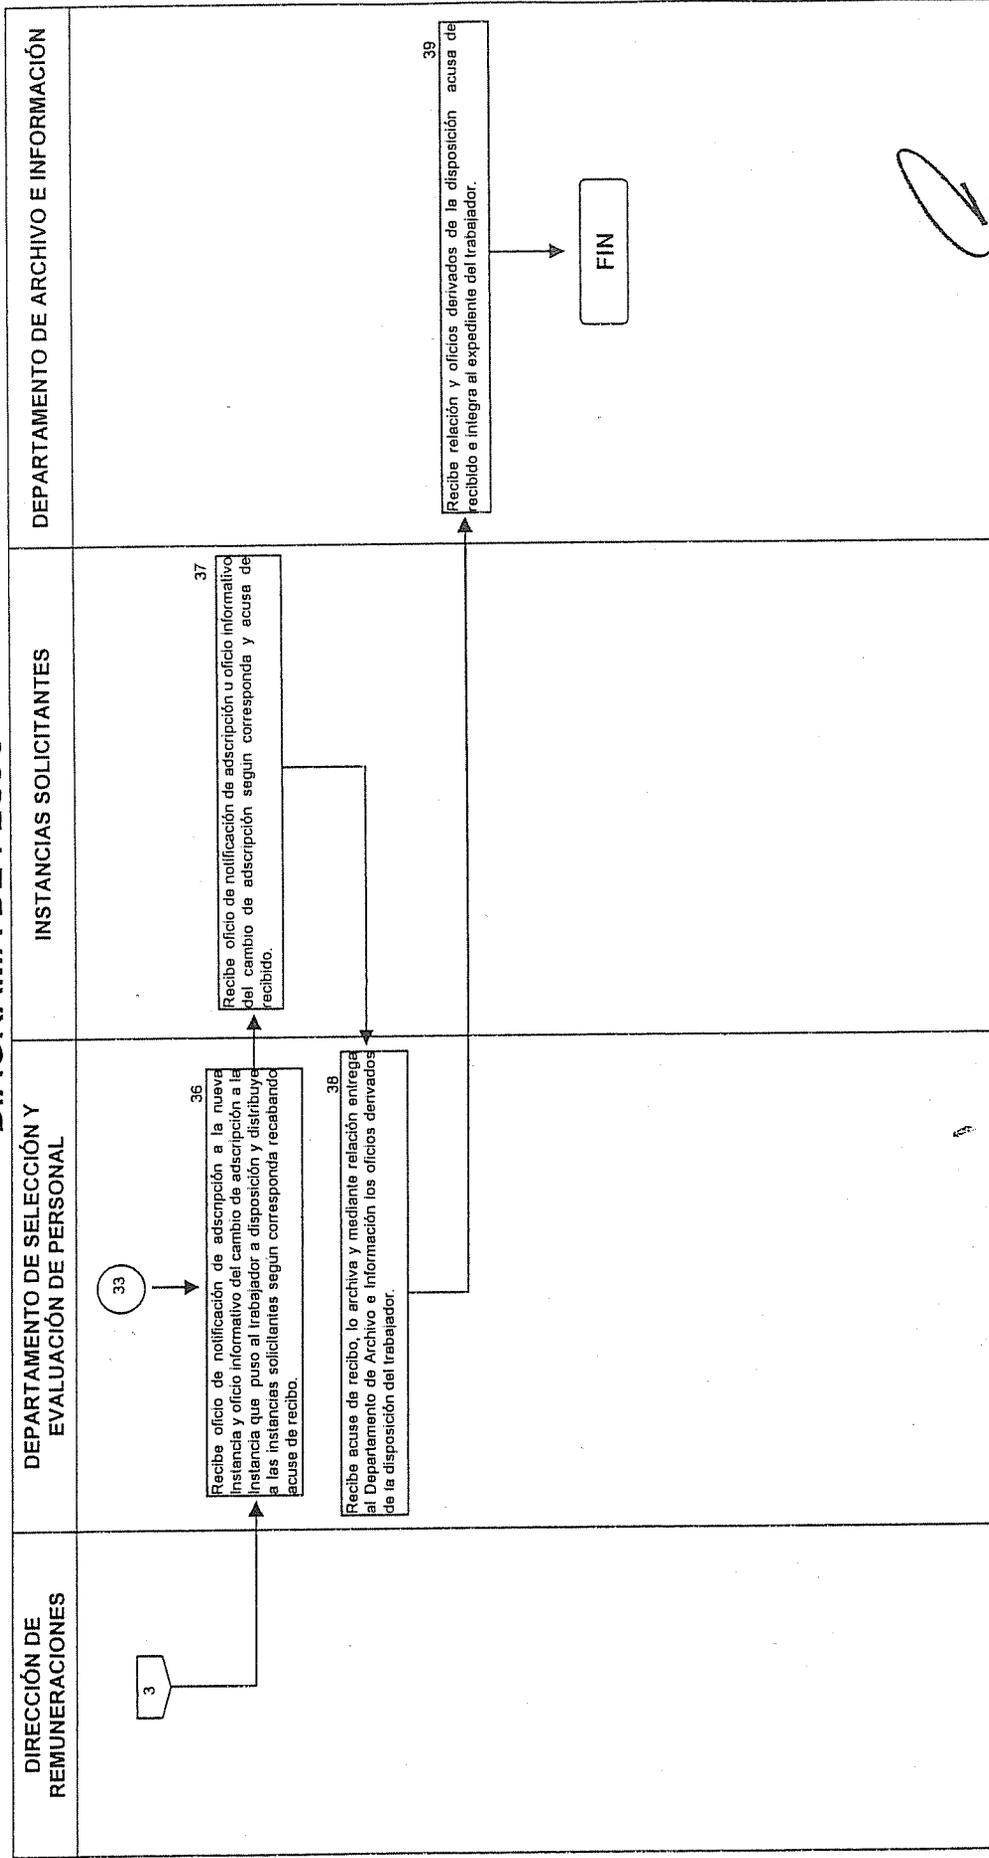 DIRECCIÓN DE
REMUNERACIONES
DEPARTAMENTO DE SELECCIÓN Y
EVALUACIÓN DE PERSONAL
INSTANCIAS SOLICITANTES
DEPARTAMENTO DE ARCHIVO E INFORMACIÓN
3
33
36
Recibe oficio de notificación de adscripción a la nueva
Instancia y oficio informativo del cambio de adscripción a la
Instancia que puso al trabajador a disposición y distribuye
a las instancias solicitantes según corresponda recabando
acuse de recibo.
37
Recibe oficio de notificación de adscripción u oficio informativo
del cambio de adscripción según corresponda y acusa de
recibido.
38
Recibe acuse de recibo, lo archiva y mediante relación entrega
al Departamento de Archivo e Información los oficios derivados
de la disposición del trabajador.
39
Recibe relación y oficios derivados de la disposición acusa de
recibido e integra al expediente del trabajador.
FIN